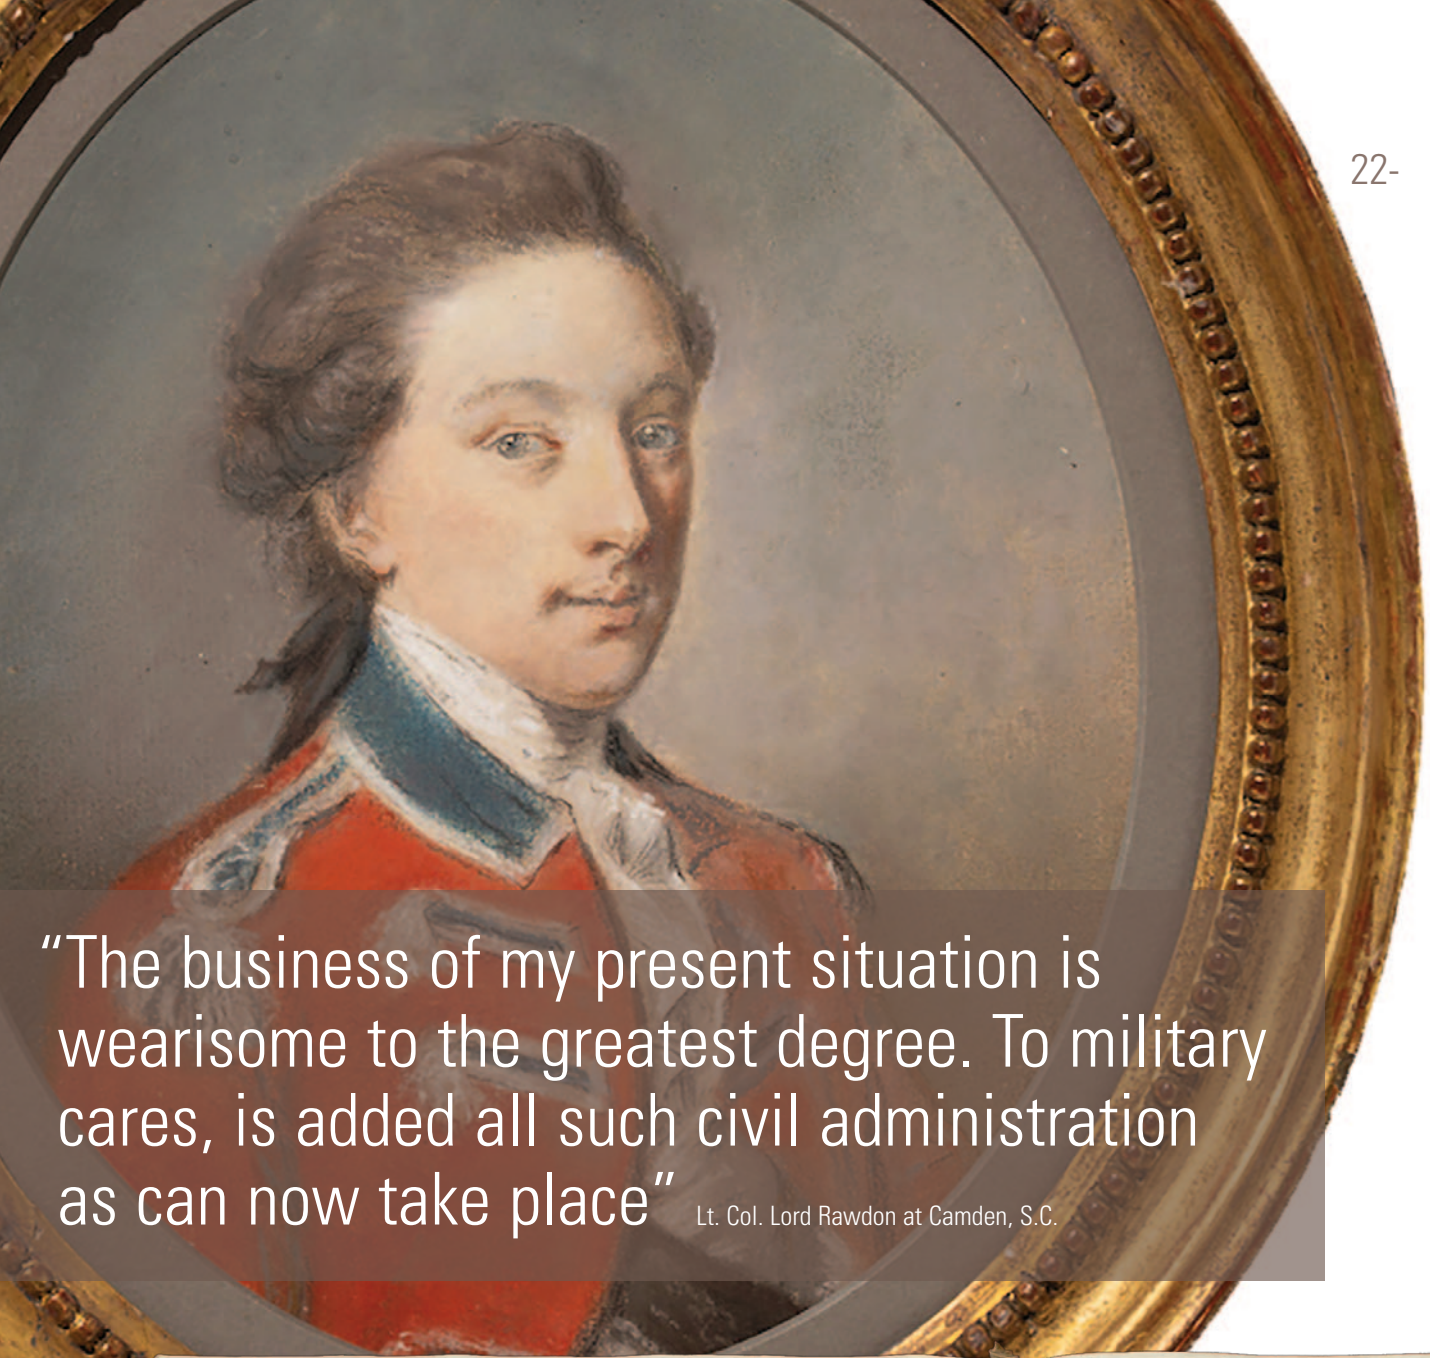 22-
“The business of my present situation is
wearisome to the greatest degree. To military
cares, is added all such civil administration
as can now take place” Lt. Col. Lord Rawdon at Camden, S.C.